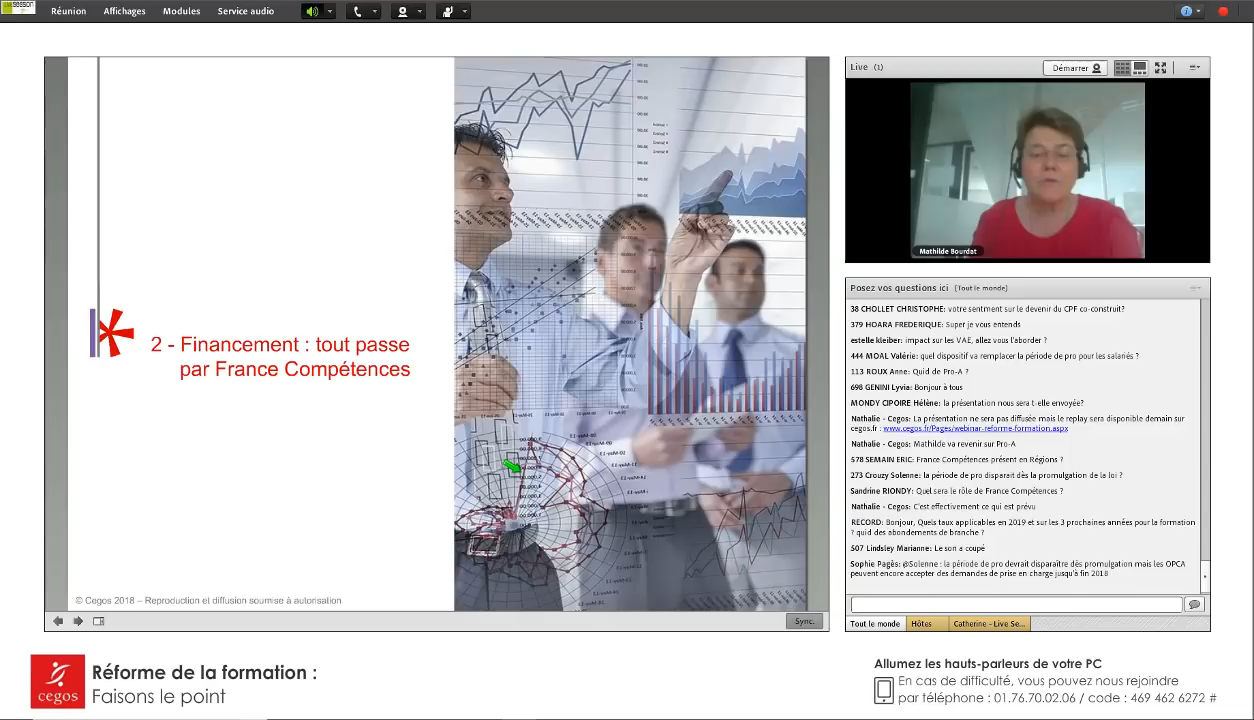 Réunion Affichages Modules Service audio
2 - Financement : tout passe
par France Compétences
© Cegos 2018 – Reproduction et diffusion soumise à autorisation
Sync.
Live (1)
Démarrer
Mathilde Bourdat
Posez vos questions ici (Tout le monde)
38 CHOLLET CHRISTOPHE: votre sentment sur le devenir du CPF co-construit?
379 HOARA FREDERIQUE: Super je vous entends
estelle kleiber: impact sur les VAE, allez vous l'aborder ?
444 MOAL Valérie: quel dispositif va remplacer la période de pro pour les salariés ?
113 ROUX Anne: Quid de Pro-A ?
698 GENINI Lyvia: Bonjour à tous
MONDY CIPOIRE Hélène: la présentation nous sera t-elle envoyée?
Nathalie - Cegos: La présentation ne sera pas diffusée mais le replay sera disponible demain sur
cegos.fr : www.cegos.fr/Pages/webinar-reforme-formation.aspx
Nathalie - Cegos: Mathilde va revenir sur Pro-A
578 SEMAIN ERIC: France Compétences présent en Régions ?
273 Crouzy Solenne: la période de pro disparait dès la promulgation de la loi ?
Sandrine RIONDY: Quel sera le rôle de France Compétences ?
Nathalie - Cegos: C'est effectivement ce qui est prévu
RECORD: Bonjour, Quels taux applicables en 2019 et sur les 3 prochaines années pour la formation
? quid des abondements de branche ?
507 Lindsley Marianne: Le son a coupé
Sophie Pagès: @Solenne : la période de pro devrait disparaître dès promulgation mais les OPCA
peuvent encore accepter des demandes de prise en charge jusqu'à fin 2018
Tout le monde Hôtes Catherine - Live Se...
cegos
Réforme de la formation :
Faisons le point
Allumez les hauts-parleurs de votre PC
En cas de difficulté, vous pouvez nous rejoindre
par téléphone : 01.76.70.02.06 / code : 469 462 6272 #